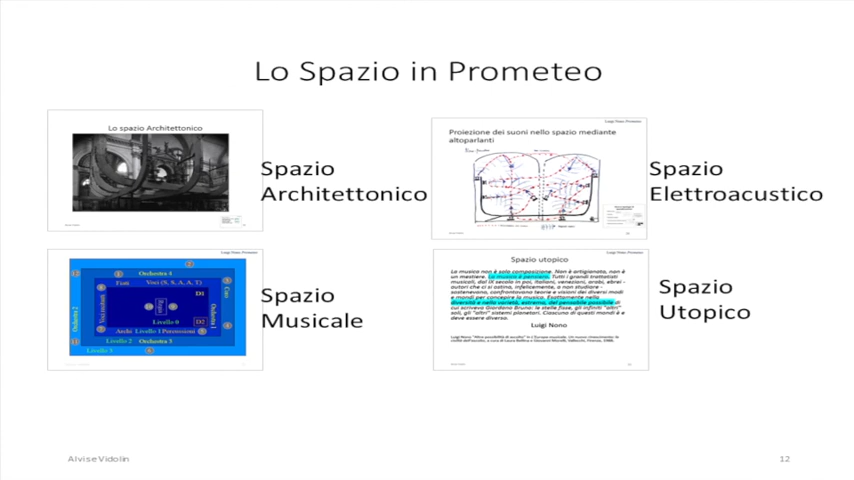 Lo Spazio in Prometeo
Lo spazio Architettonico
Spazio
Architettonico
Luigi Nono, Prometeo
Proiezione dei suoni nello spazio mediante
altoparlanti
Spazio
Elettroacustico
Luigi Nono, Prometeo
Orchestra 4
Fiati
Voci (S, S, A, A, T)
D1
Coro
Orchestra 2
Voci recitanti
Regia
Orchestra 1
Livello 0
D2
Archi Livello 1 Percussioni
Livello 2 Orchestra 3
Livello 3
Spazio
Musicale
Luigi Nono, Prometeo
Spazio utopico
La musica non è solo composizione. Non è artigianato, non è
un mestiere. La musica è pensiero. Tutti i grandi trattatisti
musicali, dal IX secolo in poi, italiani, veneziani, arabi, ebrei -
autori che ci si ostina, infelicemente, a non studiare -
sostenevano, confrontavano teorie e visioni dei diversi modi
e mondi per concepire la musica. Esattamente nella
diversità e nella varietà, estrema, del pensabile possibile di
cui scriveva Giordano Bruno: le stelle fisse, gli infiniti "altri"
soli, gli "altri" sistemi planetari. Ciascuno di questi mondi è e
deve essere diverso.
Luigi Nono
Spazio
Utopico
Alvise Vidolin
12